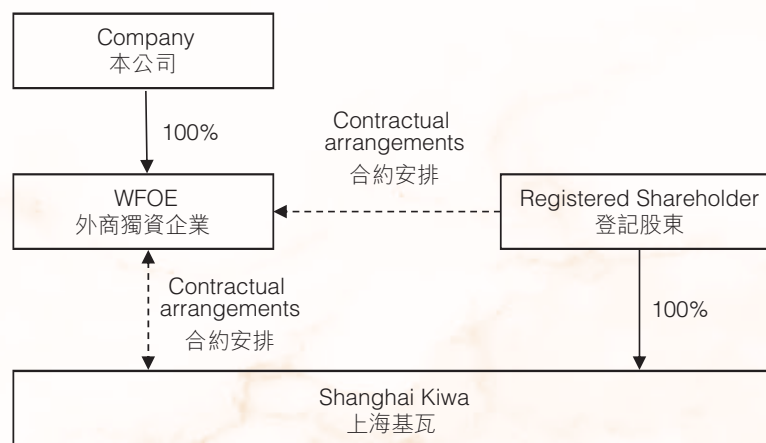 Company
本公司
100%
Contractual
arrangements
合約安排
WFOE
外商獨資企業
Registered Shareholder
登記股東
Contractual
arrangements
合約安排
100%
Shanghai Kiwa
上海基瓦